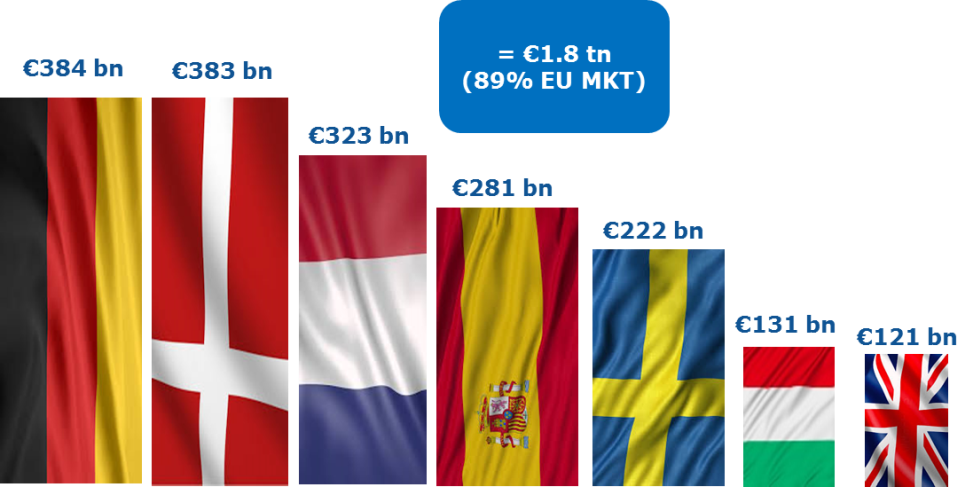 = €1.8 tn
(89% EU MKT)
€384 bn
€383 bn
€323 bn
€281 bn
€222 bn
€131 bn
€121 bn